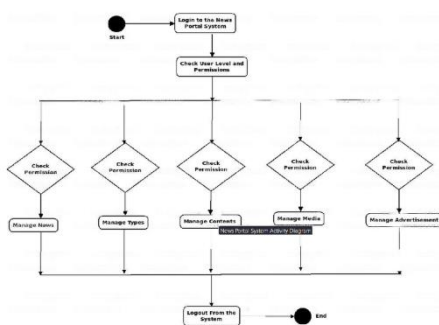 Login to the News
Portal System
Start
Check User Level and
Permissions
Check
Permission
Check
Permission
Check
Permission
Check
Permission
Check
Permission
Manage News
Manage Types
Manage Contents
Manage Media
Manage Advertisement
News Portal System Activity Diagram
Logout From the
System
End